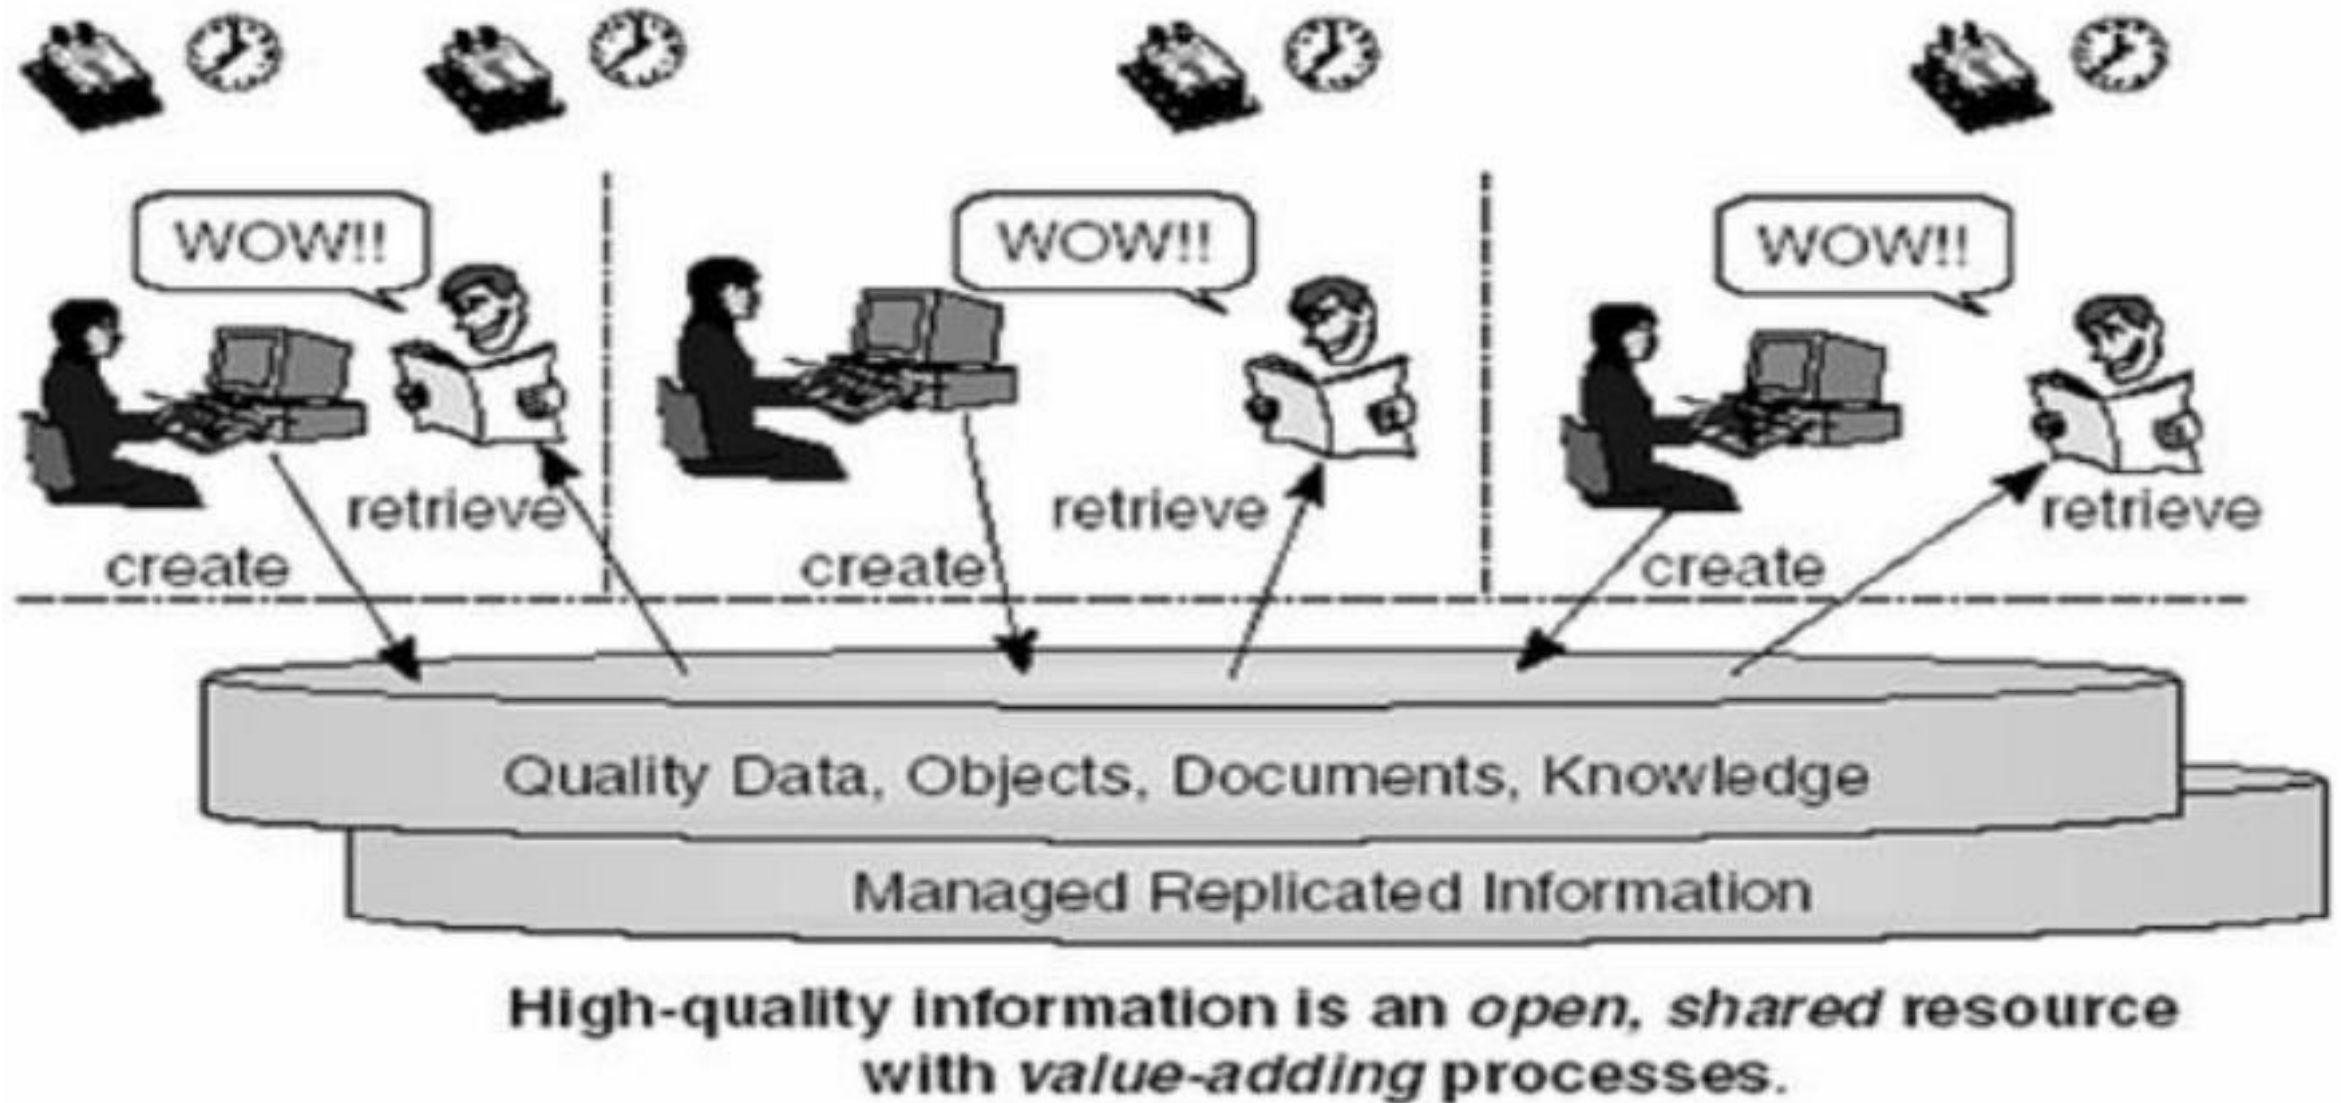 WOW!!
WOW!!
WOW!!
retrieve
create
retrieve
create
retrieve
create
Quality Data, Objects, Documents, Knowledge
Managed Replicated Information
High-quality information is an open, shared resource
with value-adding processes.